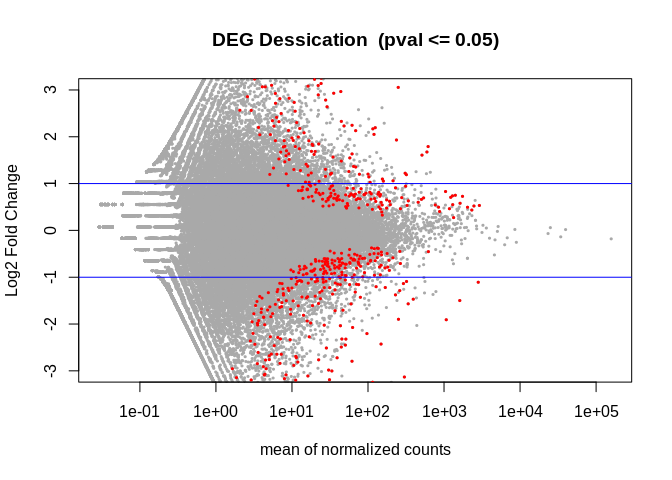 DEG Dessication (pval <= 0.05)
Log2 Fold Change
3
2
1
0
-1
-2
-3
1e-01 1e+00 1e+01 1e+02 1e+03 1e+04 1e+05
mean of normalized counts